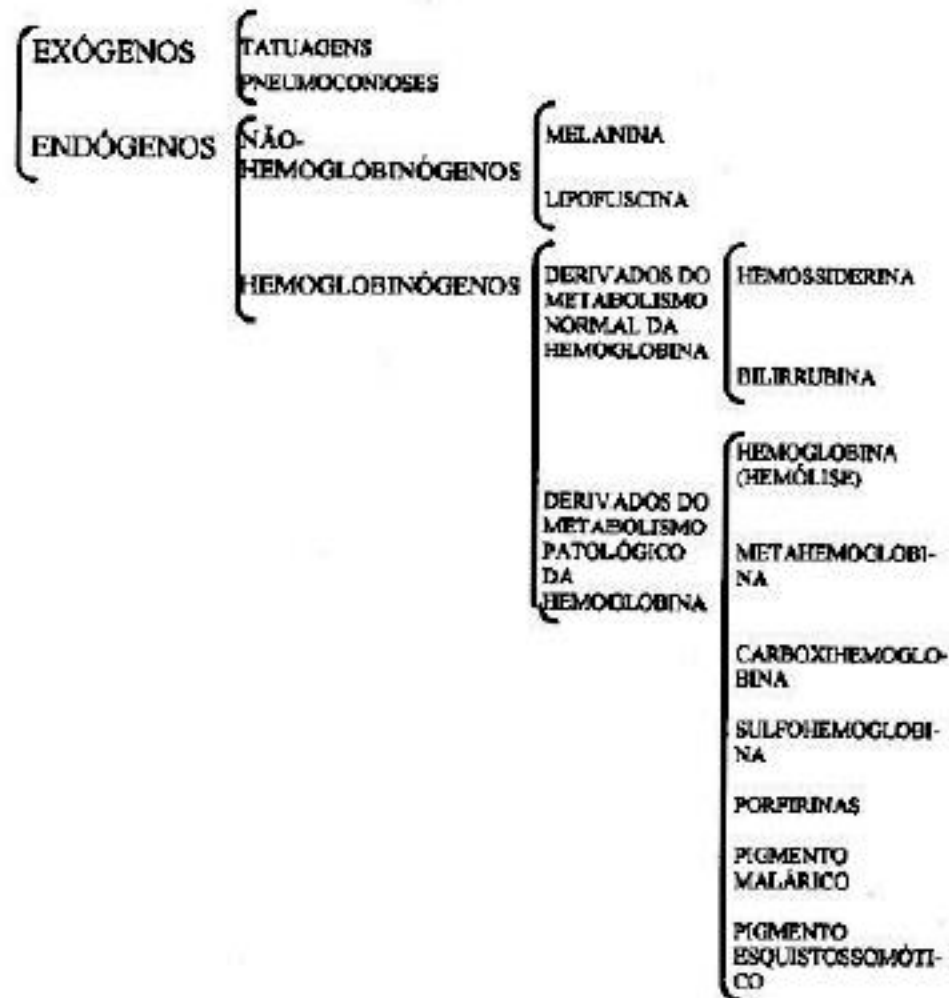 EXÓGENOS
TATUAGENS
PNEUMOCONIOSES
ENDÓGENOS
NÃO-
HEMOGLOBINÓGENOS
MELANINA
LIPOFUSCINA
HEMOGLOBINÓGENOS
DERIVADOS DO
METABOLISMO
NORMAL DA
HEMOGLOBINA
HEMOSSIDERINA
BILIRRUBINA
DERIVADOS DO
METABOLISMO
PATOLÓGICO
DA
HEMOGLOBINA
HEMOGLOBINA
(HEMÓLISE)
METAHEMOGLOBI-
NA
CARBOXIHEMOGLO-
BINA
SULFOHEMOGLOBI-
NA
PORFIRINAS
PIGMENTO
MALÁRICO
PIGMENTO
ESQUISTOSSOMÓTI-
CO